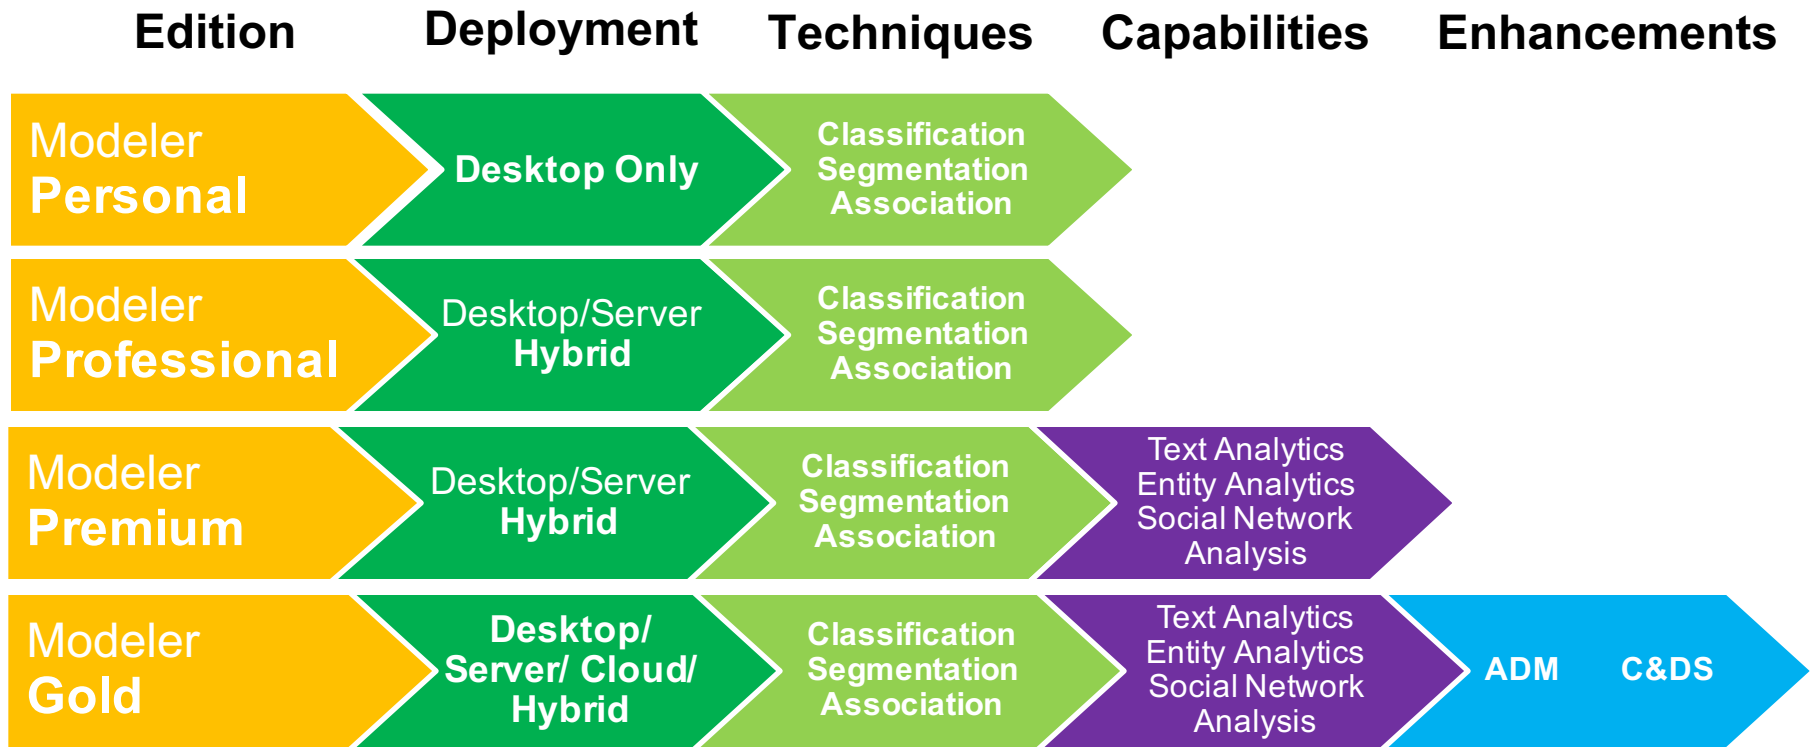 Edition Deployment Techniques Capabilities Enhancements
Modeler
Personal
Desktop Only
Classification
Segmentation
Association
Modeler
Professional
Desktop/Server
Hybrid
Classification
Segmentation
Association
Modeler
Premium
Desktop/Server
Hybrid
Classification
Segmentation
Association
Text Analytics
Entity Analytics
Social Network
Analysis
Modeler
Gold
Desktop/
Server/ Cloud/
Hybrid
Classification
Segmentation
Association
Text Analytics
Entity Analytics
Social Network
Analysis
ADM C&DS